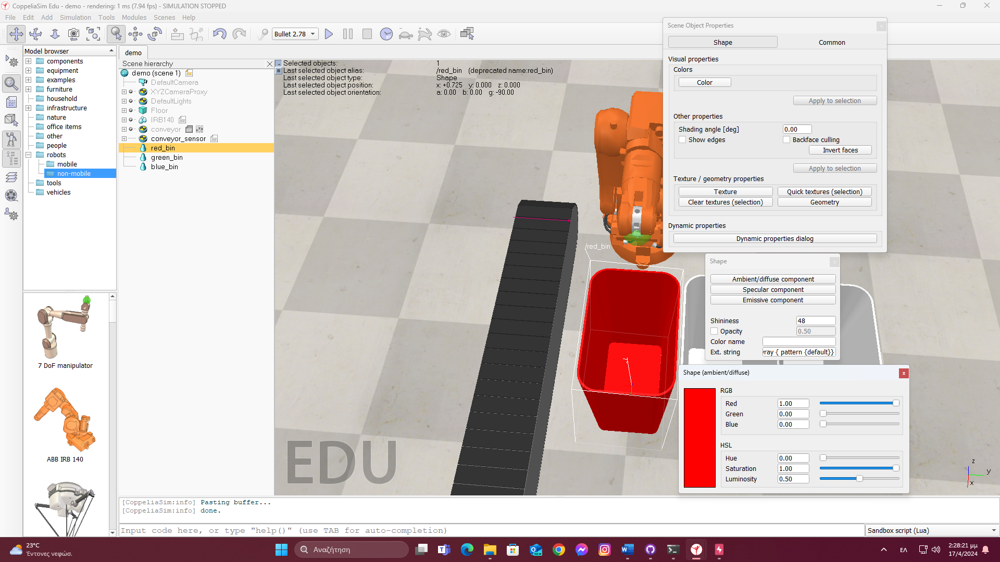 CoppeliaSim Edu - demo - rendering: 1 ms (7.94 fps) - SIMULATION STOPPED
File Edit Add Simulation Tools Modules Scenes Help
Bullet 2.78
Model browser
components
equipment
examples
furniture
household
infrastructure
nature
office items
other
people
robots
mobile
non-mobile
tools
vehicles
7 DoF manipulator
ABB IRB 140
demo
Scene hierarchy
demo (scene 1)
DefaultCamera
XYZCameraProxy
DefaultLights
Floor
IRB140
conveyor
conveyor_sensor
red_bin
green_bin
blue_bin
Selected objects: 1
Last selected object alias: /red_bin (deprecated name:red_bin)
Last selected object type: Shape
Last selected object position: x: +0.725 y: 0.000 z: 0.000
Last selected object orientation: a: 0.00 b: 0.00 g: -90.00
/red_bin
EDU
z
y
x
Scene Object Properties
x
Shape Common
Visual properties
Colors
Color
Apply to selection
Other properties
Shading angle [deg] 0.00
Show edges Backface culling
Invert faces
Apply to selection
Texture / geometry properties
Texture Quick textures (selection)
Clear textures (selection) Geometry
Dynamic properties
Dynamic properties dialog
Shape
x
Ambient/diffuse component
Specular component
Emissive component
Shininess 48
Opacity 0.50
Color name
Ext. string /ray { pattern {default}}
Shape (ambient/diffuse)
x
RGB
Red 1.00
Green 0.00
Blue 0.00
HSL
Hue 0.00
Saturation 1.00
Luminosity 0.50
[CoppeliaSim:info] Pasting buffer...
[CoppeliaSim:info] done.
Input code here, or type "help()" (use TAB for auto-completion)
Sandbox script (Lua)
23°C
Έντονες νεφώσ.
Αναζήτηση
NEW
ΕΛ
2:28:21 μμ
17/4/2024